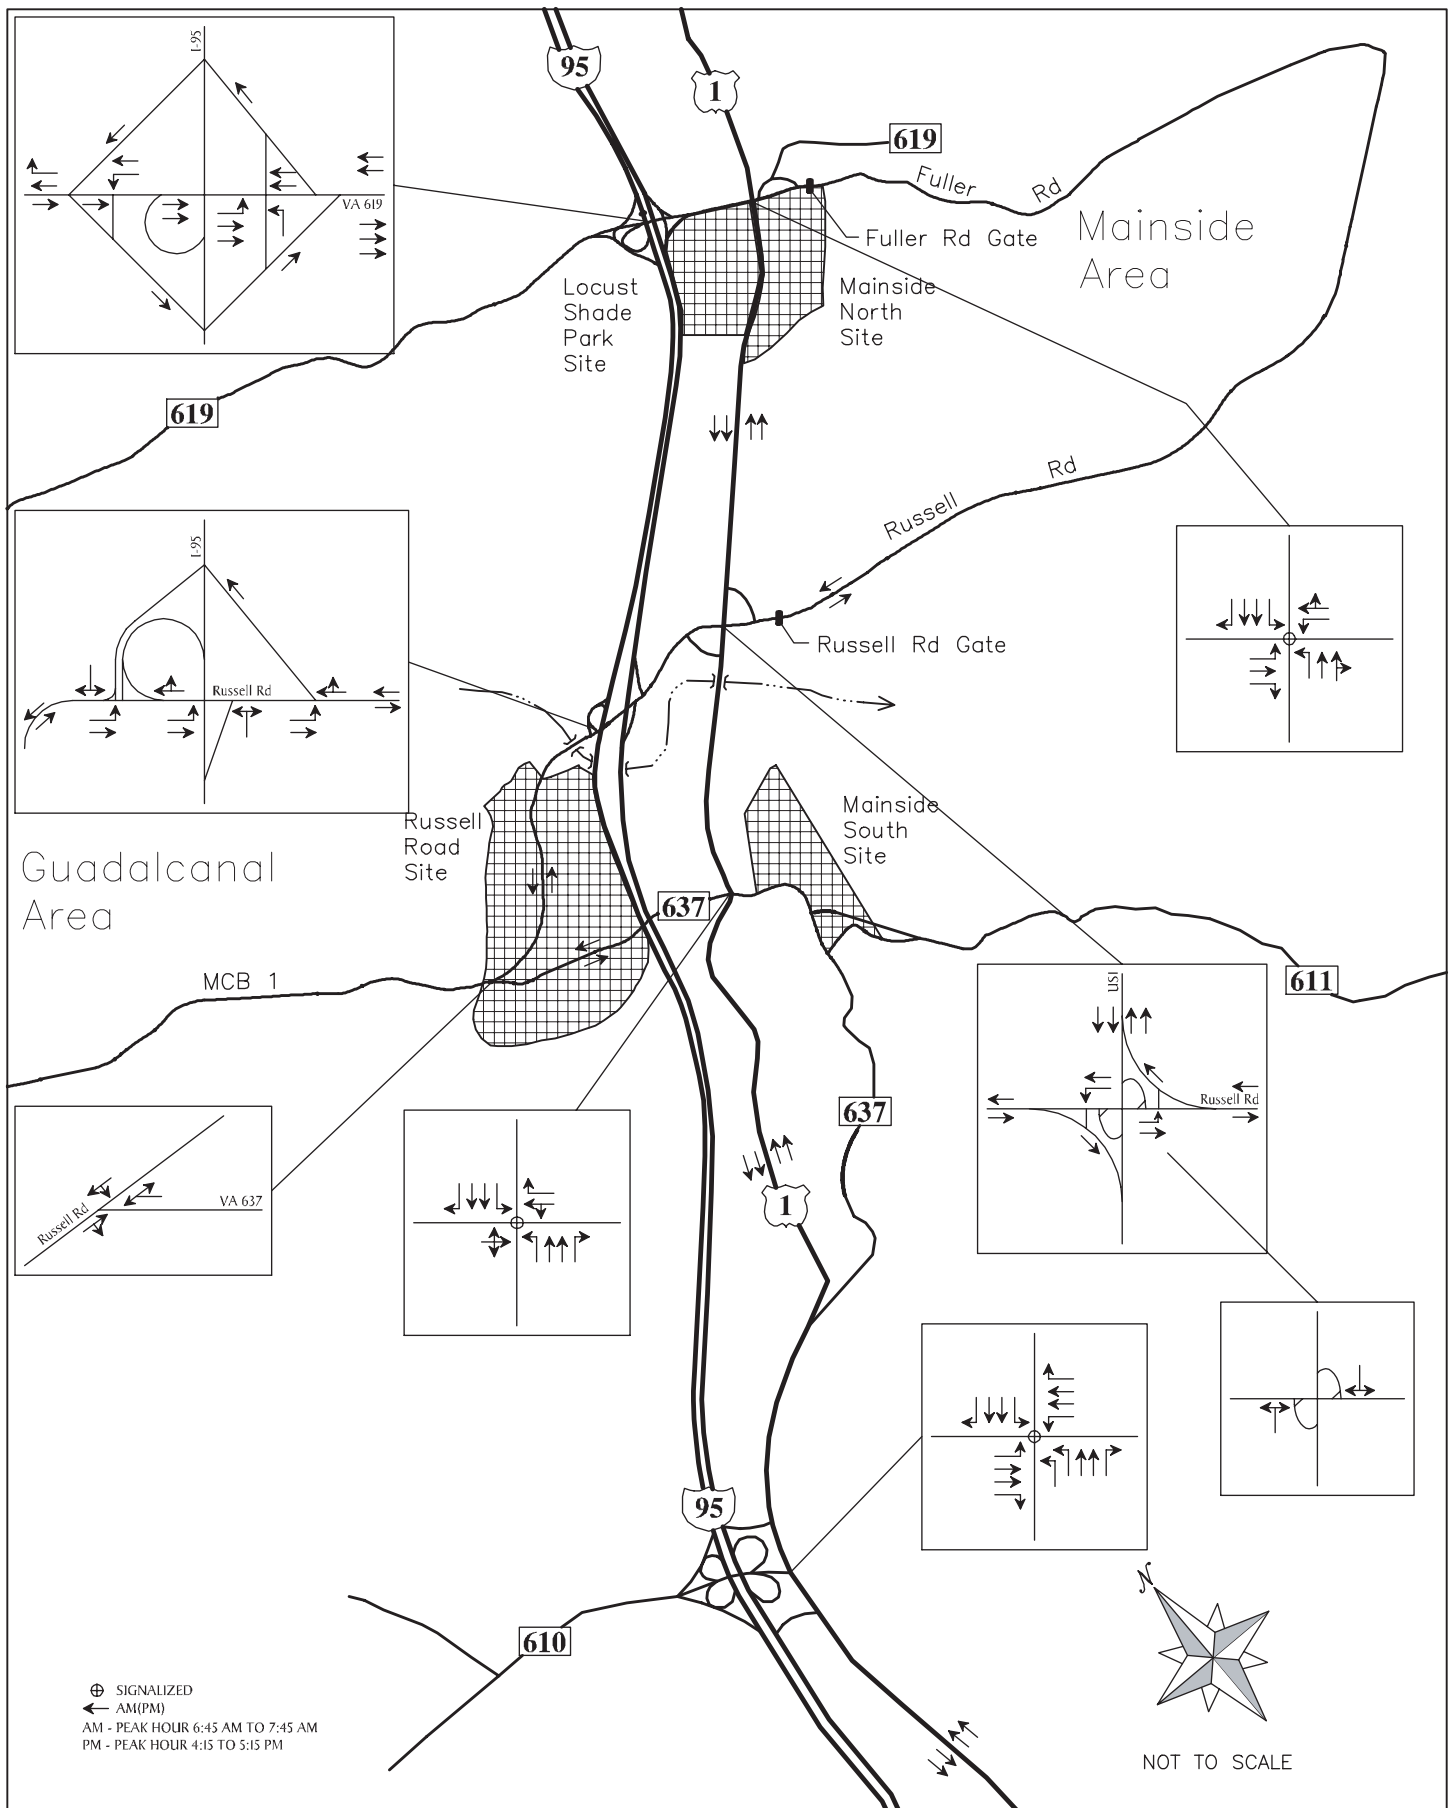 I-95
VA 619
95
1
619
Fuller Rd
Fuller Rd Gate
Mainside
Area
Locust
Shade
Park
Site
Mainside
North
Site
619
Russell Rd
I-95
Russell Rd
Russell Rd Gate
Russell
Road
Site
Mainside
South
Site
Guadalcanal
Area
637
MCB 1
611
US1
Russell Rd
637
VA 637
Russell Rd
1
95
610
N
SIGNALIZED
AM(PM)
AM - PEAK HOUR 6:45 AM TO 7:45 AM
PM - PEAK HOUR 4:15 TO 5:15 PM
NOT TO SCALE